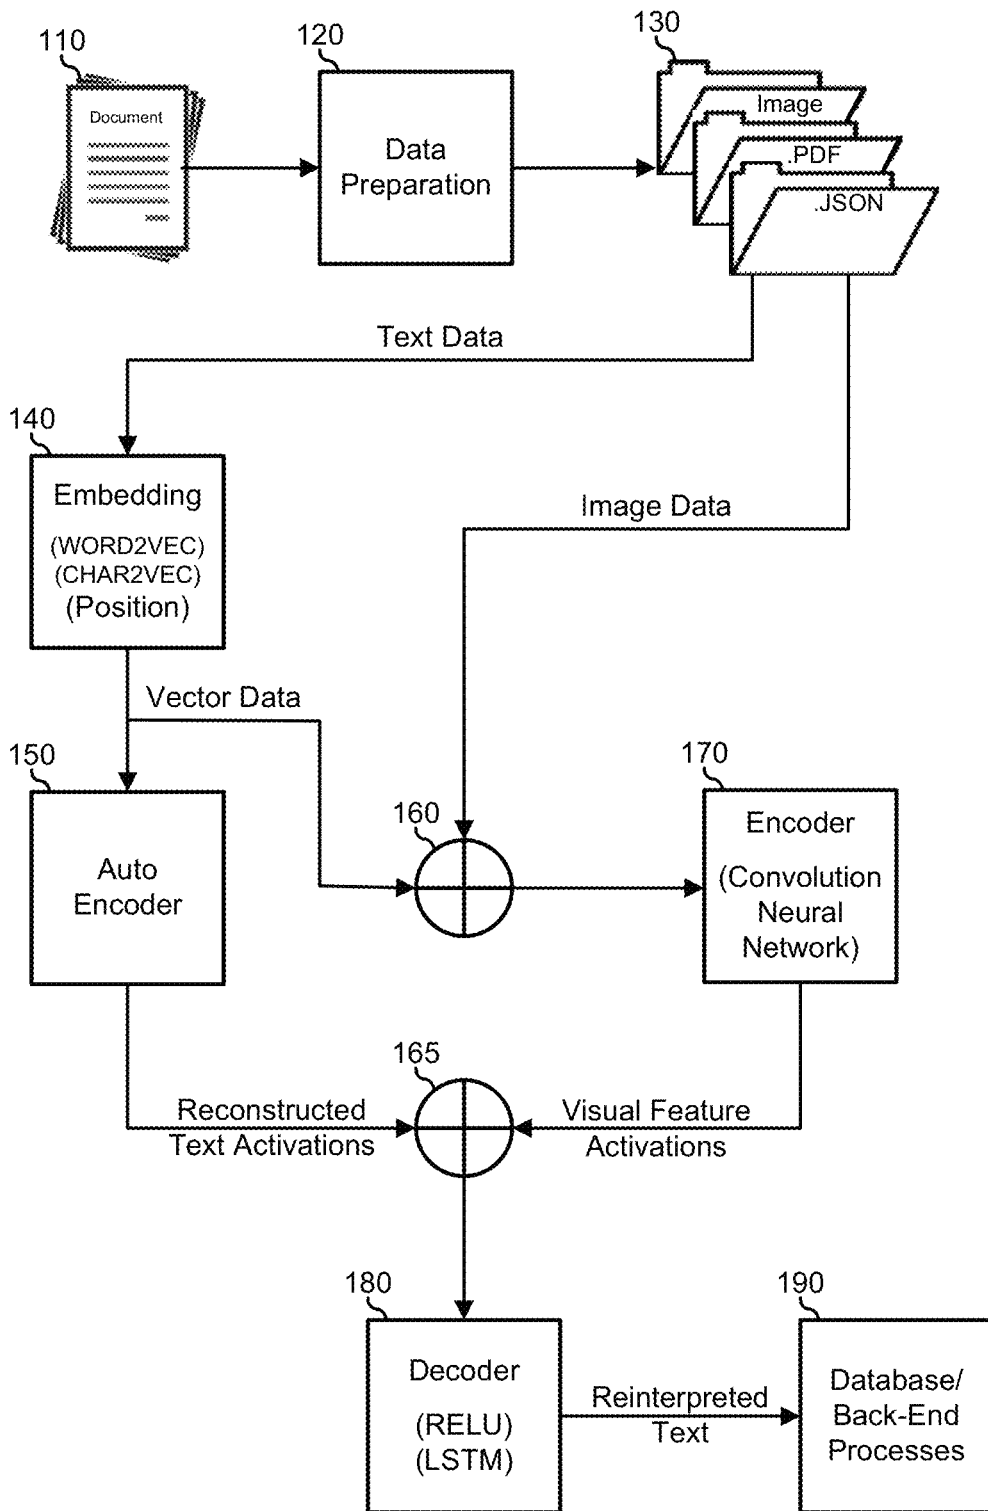 110
120
130
Document
Data
Preparation
Image
.PDF
.JSON
Text Data
140
Embedding
(WORD2VEC)
(CHAR2VEC)
(Position)
Image Data
Vector Data
150
Auto
Encoder
160
170
Encoder
(Convolution
Neural
Network)
165
Reconstructed
Text Activations
Visual Feature
Activations
180
Decoder
(RELU)
(LSTM)
Reinterpreted
Text
190
Database/
Back-End
Processes